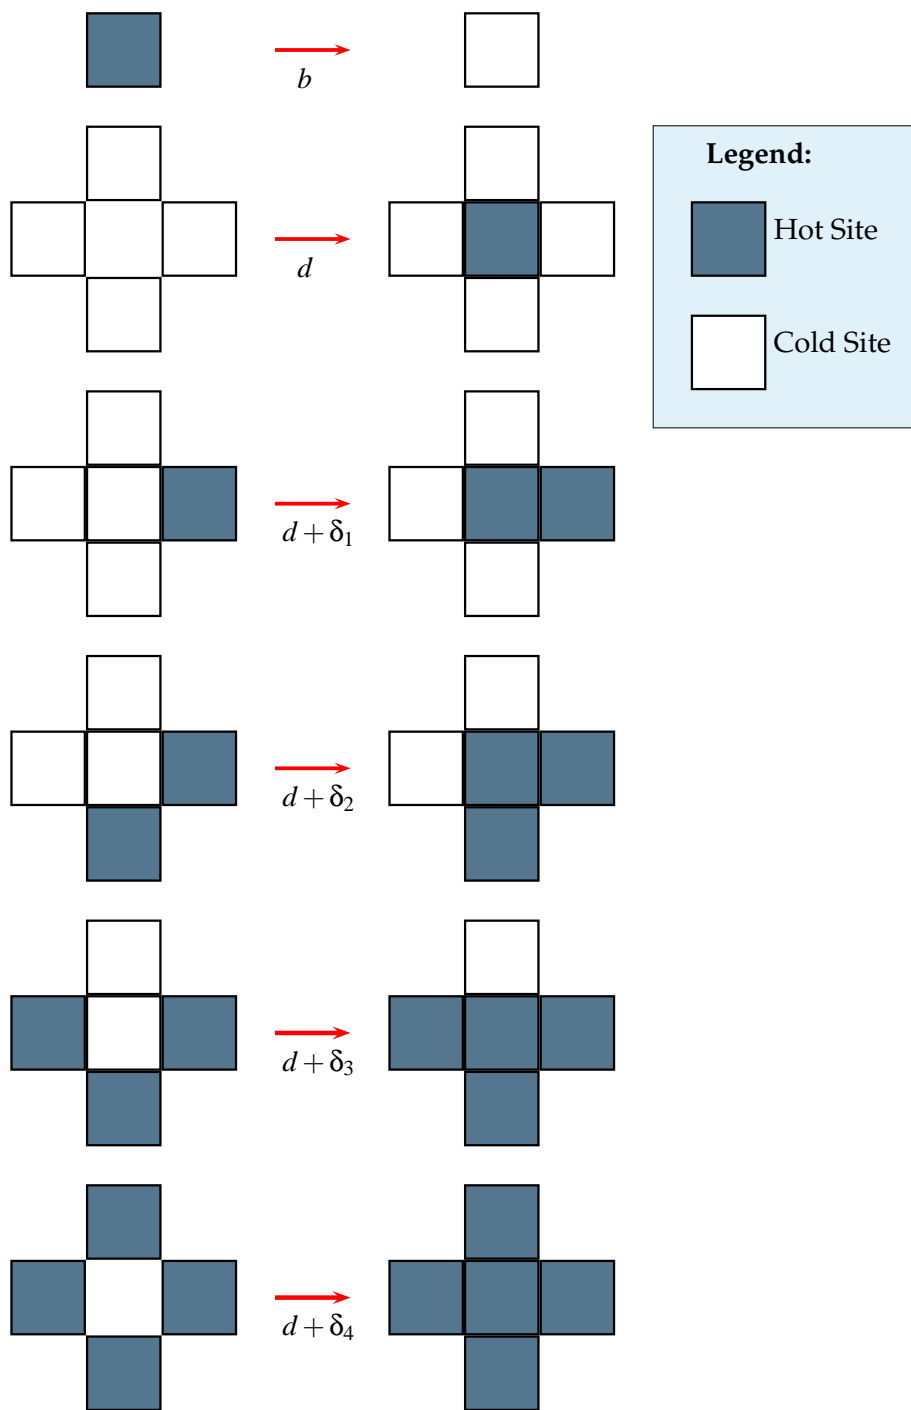 b
Legend:
Hot Site
d
Cold Site
d + δ₁
d + δ₂
d + δ₃
d + δ₄